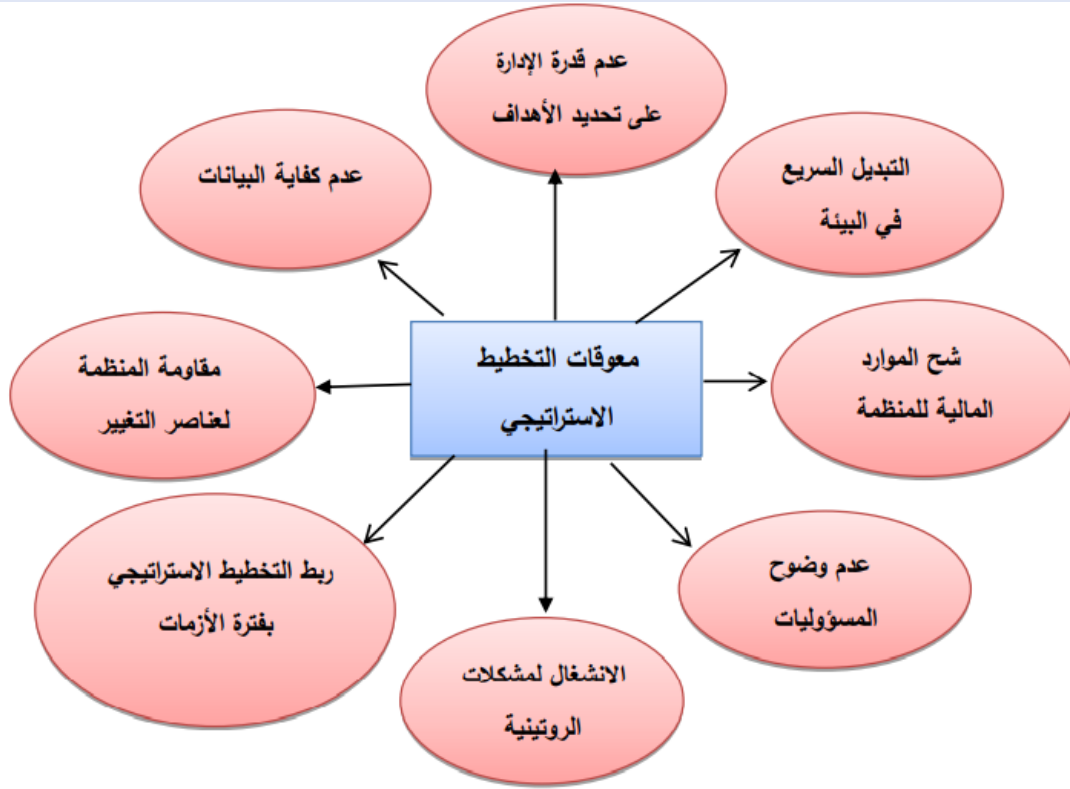 عدم قدرة الإدارة
على تحديد الأهداف
التبديل السريع
في البيئة
عدم كفاية البيانات
معوقات التخطيط
الاستراتيجي
شح الموارد
المالية للمنظمة
مقاومة المنظمة
لعناصر التغيير
عدم وضوح
المسؤوليات
ربط التخطيط الاستراتيجي
بفترة الأزمات
الانشغال لمشكلات
الروتينية